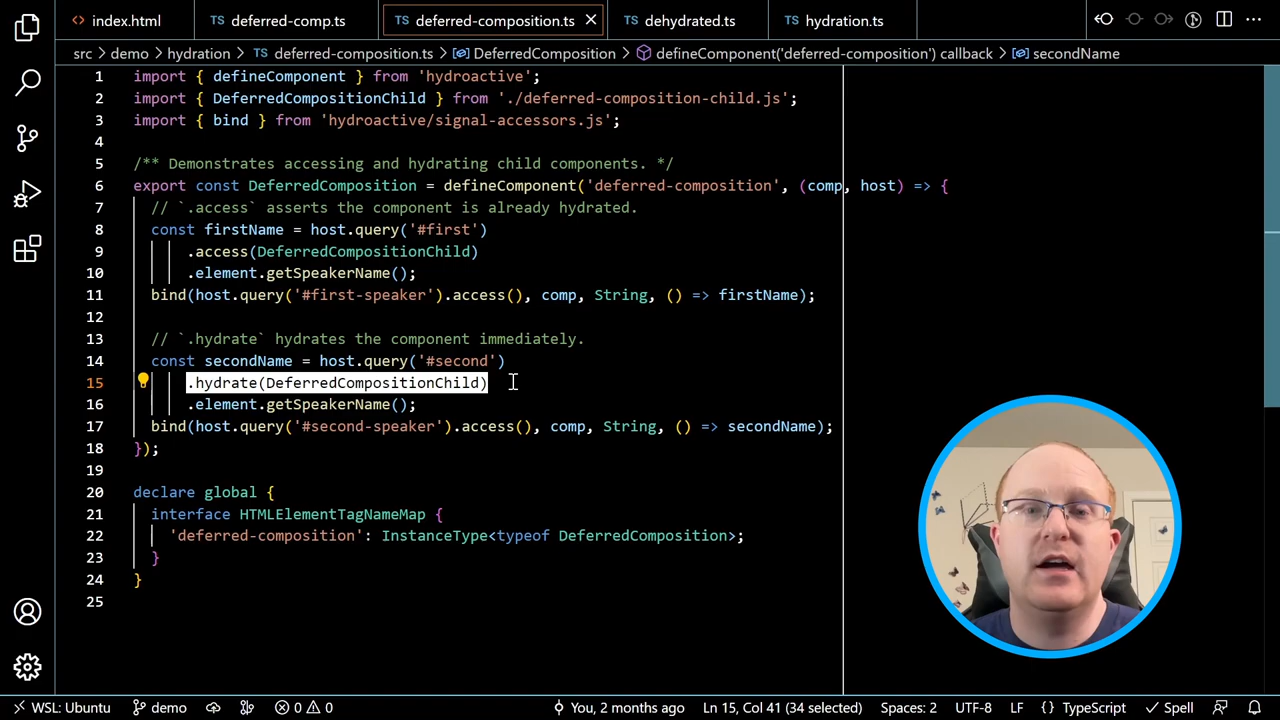 index.html
TS deferred-comp.ts
TS deferred-composition.ts
TS dehydrated.ts
TS hydration.ts
src › demo › hydration › TS deferred-composition.ts › DeferredComposition › defineComponent('deferred-composition') callback › secondName
1 import { defineComponent } from 'hydroactive';
2 import { DeferredCompositionChild } from './deferred-composition-child.js';
3 import { bind } from 'hydroactive/signal-accessors.js';
4
5 /** Demonstrates accessing and hydrating child components. */
6 export const DeferredComposition = defineComponent('deferred-composition', (comp, host) => {
7 // `.access` asserts the component is already hydrated.
8 const firstName = host.query('#first')
9 .access(DeferredCompositionChild)
10 .element.getSpeakerName();
11 bind(host.query('#first-speaker').access(), comp, String, () => firstName);
12
13 // `.hydrate` hydrates the component immediately.
14 const secondName = host.query('#second')
15 .hydrate(DeferredCompositionChild)
16 .element.getSpeakerName();
17 bind(host.query('#second-speaker').access(), comp, String, () => secondName);
18 });
19
20 declare global {
21 interface HTMLElementTagNameMap {
22 'deferred-composition': InstanceType<typeof DeferredComposition>;
23 }
24 }
25
WSL: Ubuntu demo 0 0 You, 2 months ago Ln 15, Col 41 (34 selected) Spaces: 2 UTF-8 LF {} TypeScript Spell